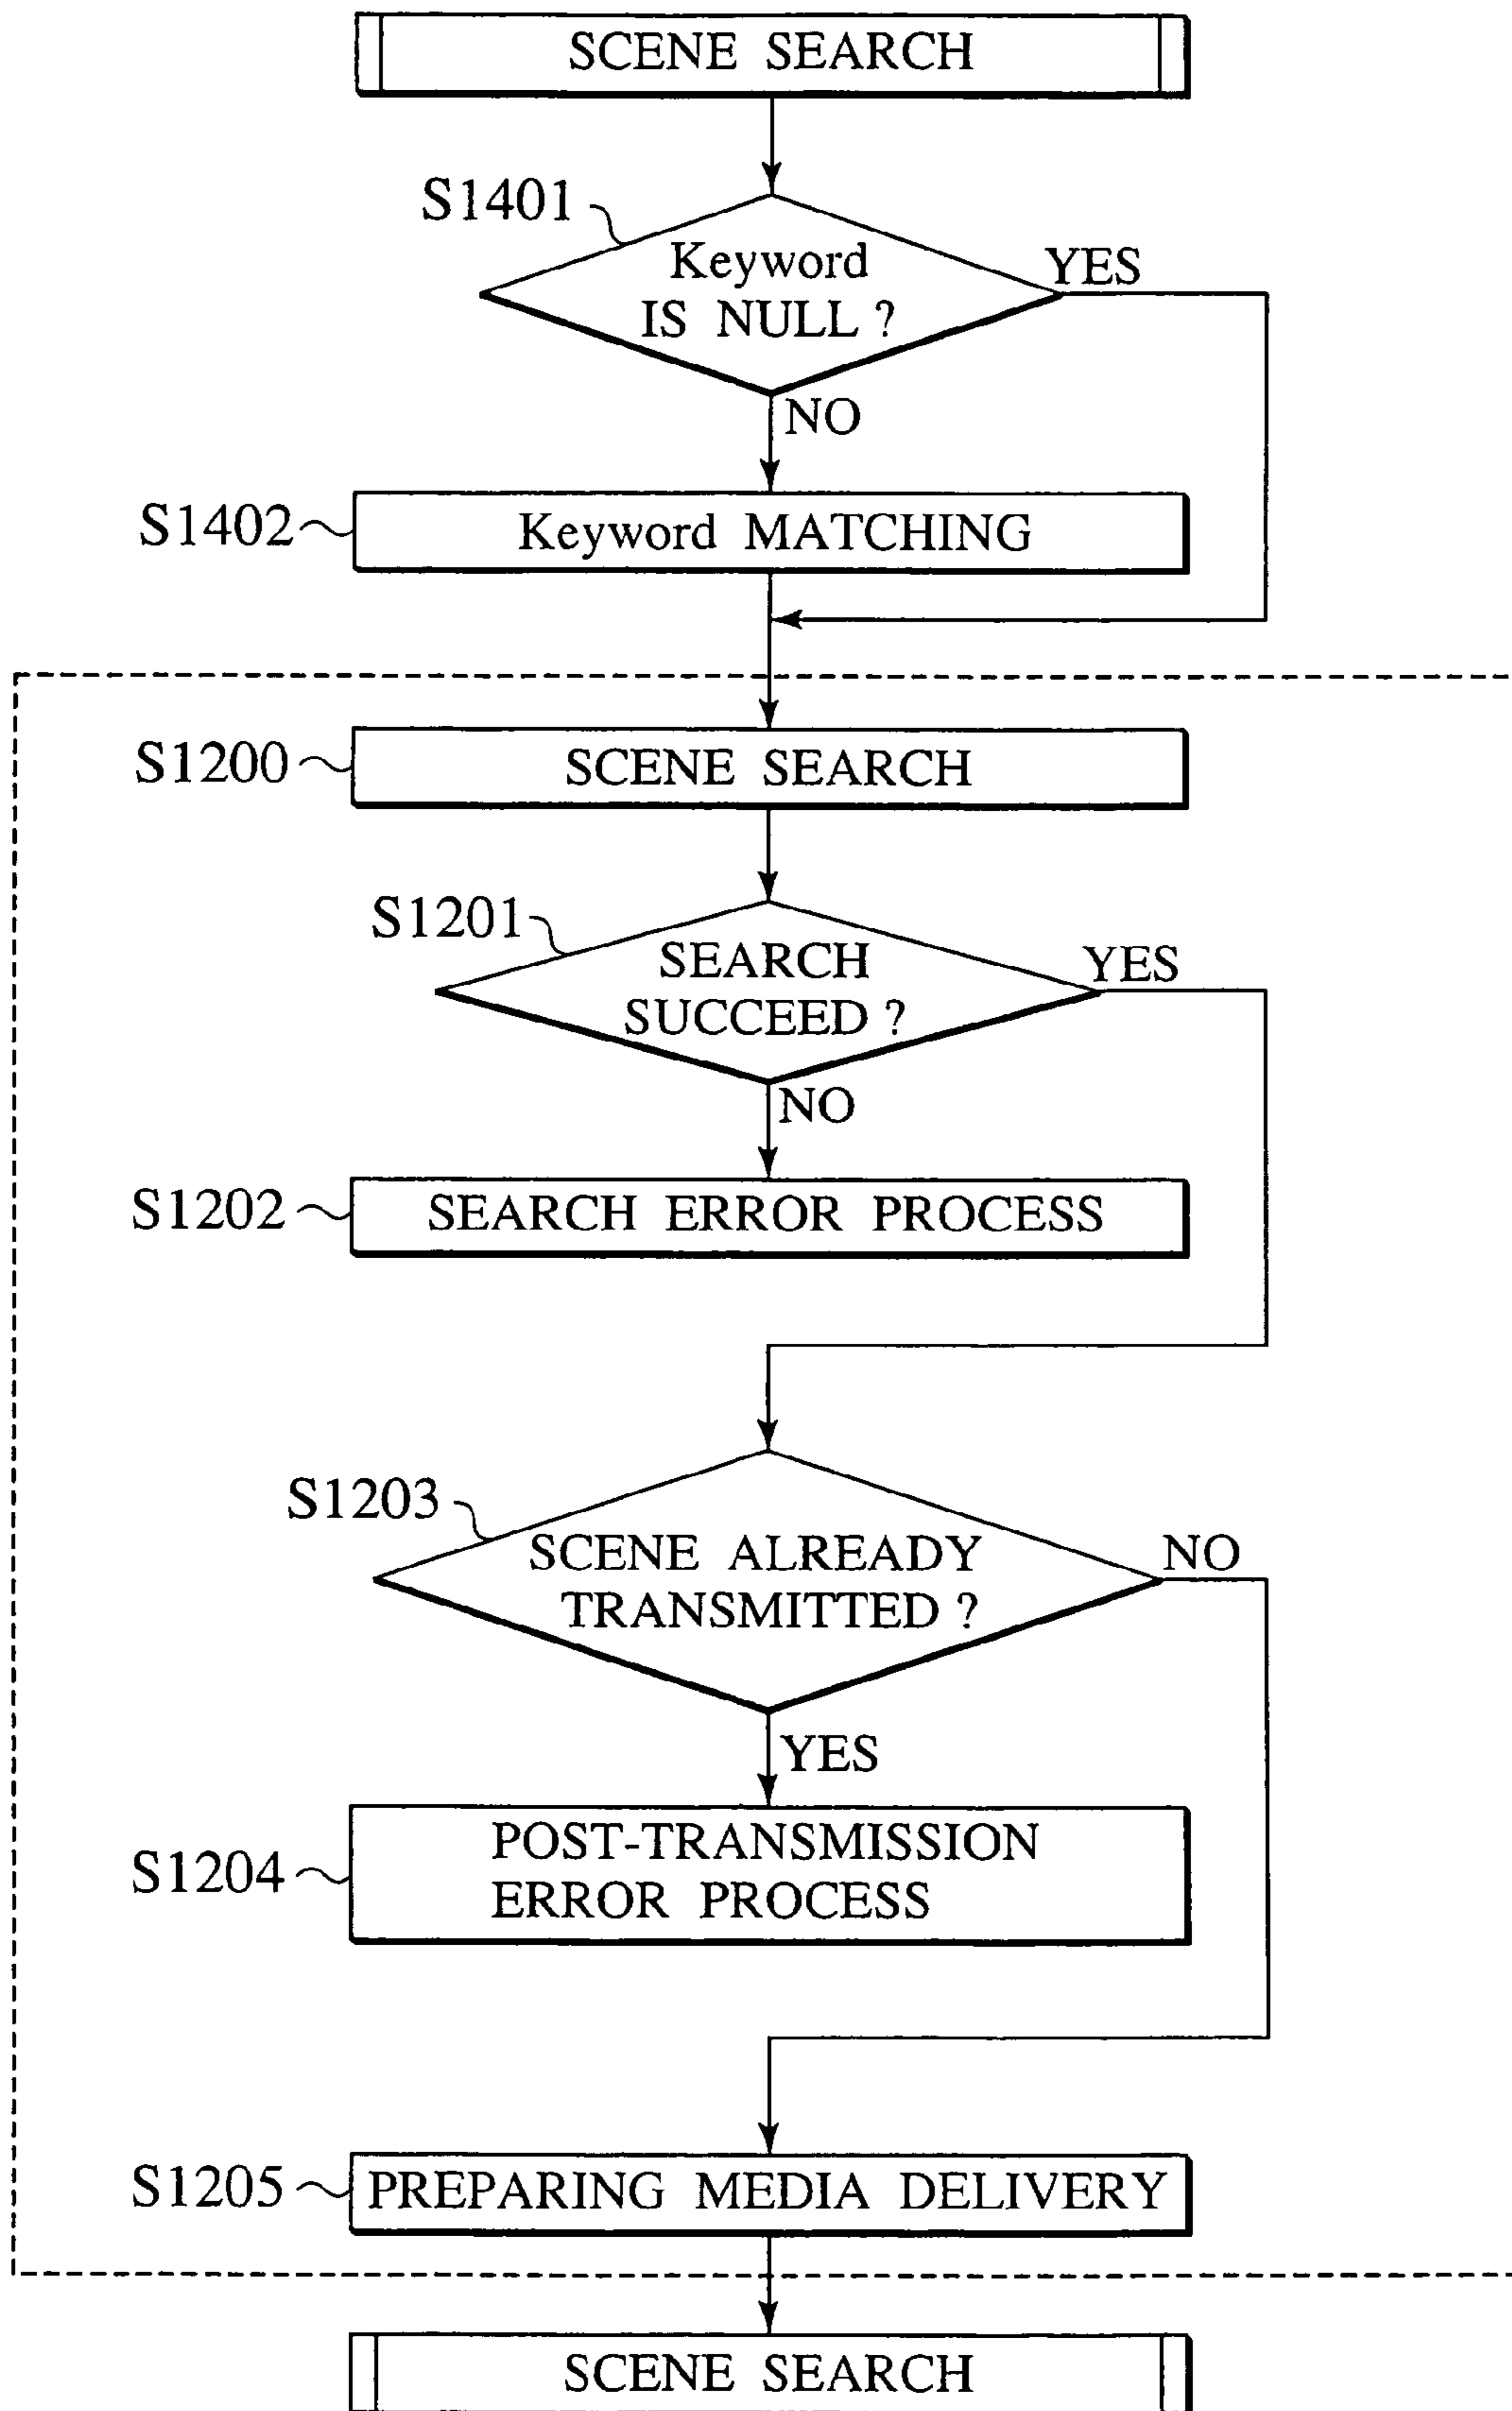 SCENE SEARCH
S1401
Keyword
IS NULL ?
YES
NO
S1402
Keyword MATCHING
S1200
SCENE SEARCH
S1201
SEARCH
SUCCEED ?
YES
NO
S1202
SEARCH ERROR PROCESS
S1203
SCENE ALREADY
TRANSMITTED ?
NO
YES
S1204
POST-TRANSMISSION
ERROR PROCESS
S1205
PREPARING MEDIA DELIVERY
SCENE SEARCH